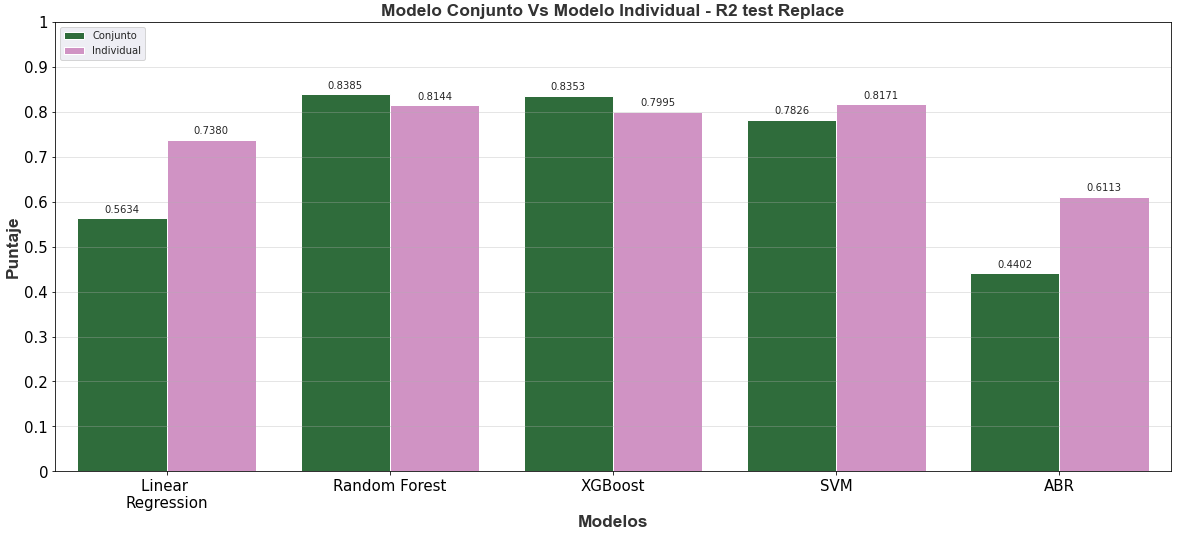 Modelo Conjunto Vs Modelo Individual - R2 test Replace
Conjunto
Individual
Puntaje
1
0.9
0.8
0.7
0.6
0.5
0.4
0.3
0.2
0.1
0
0.5634
0.7380
0.8385
0.8144
0.8353
0.7995
0.7826
0.8171
0.4402
0.6113
Linear
Regression
Random Forest
XGBoost
SVM
ABR
Modelos